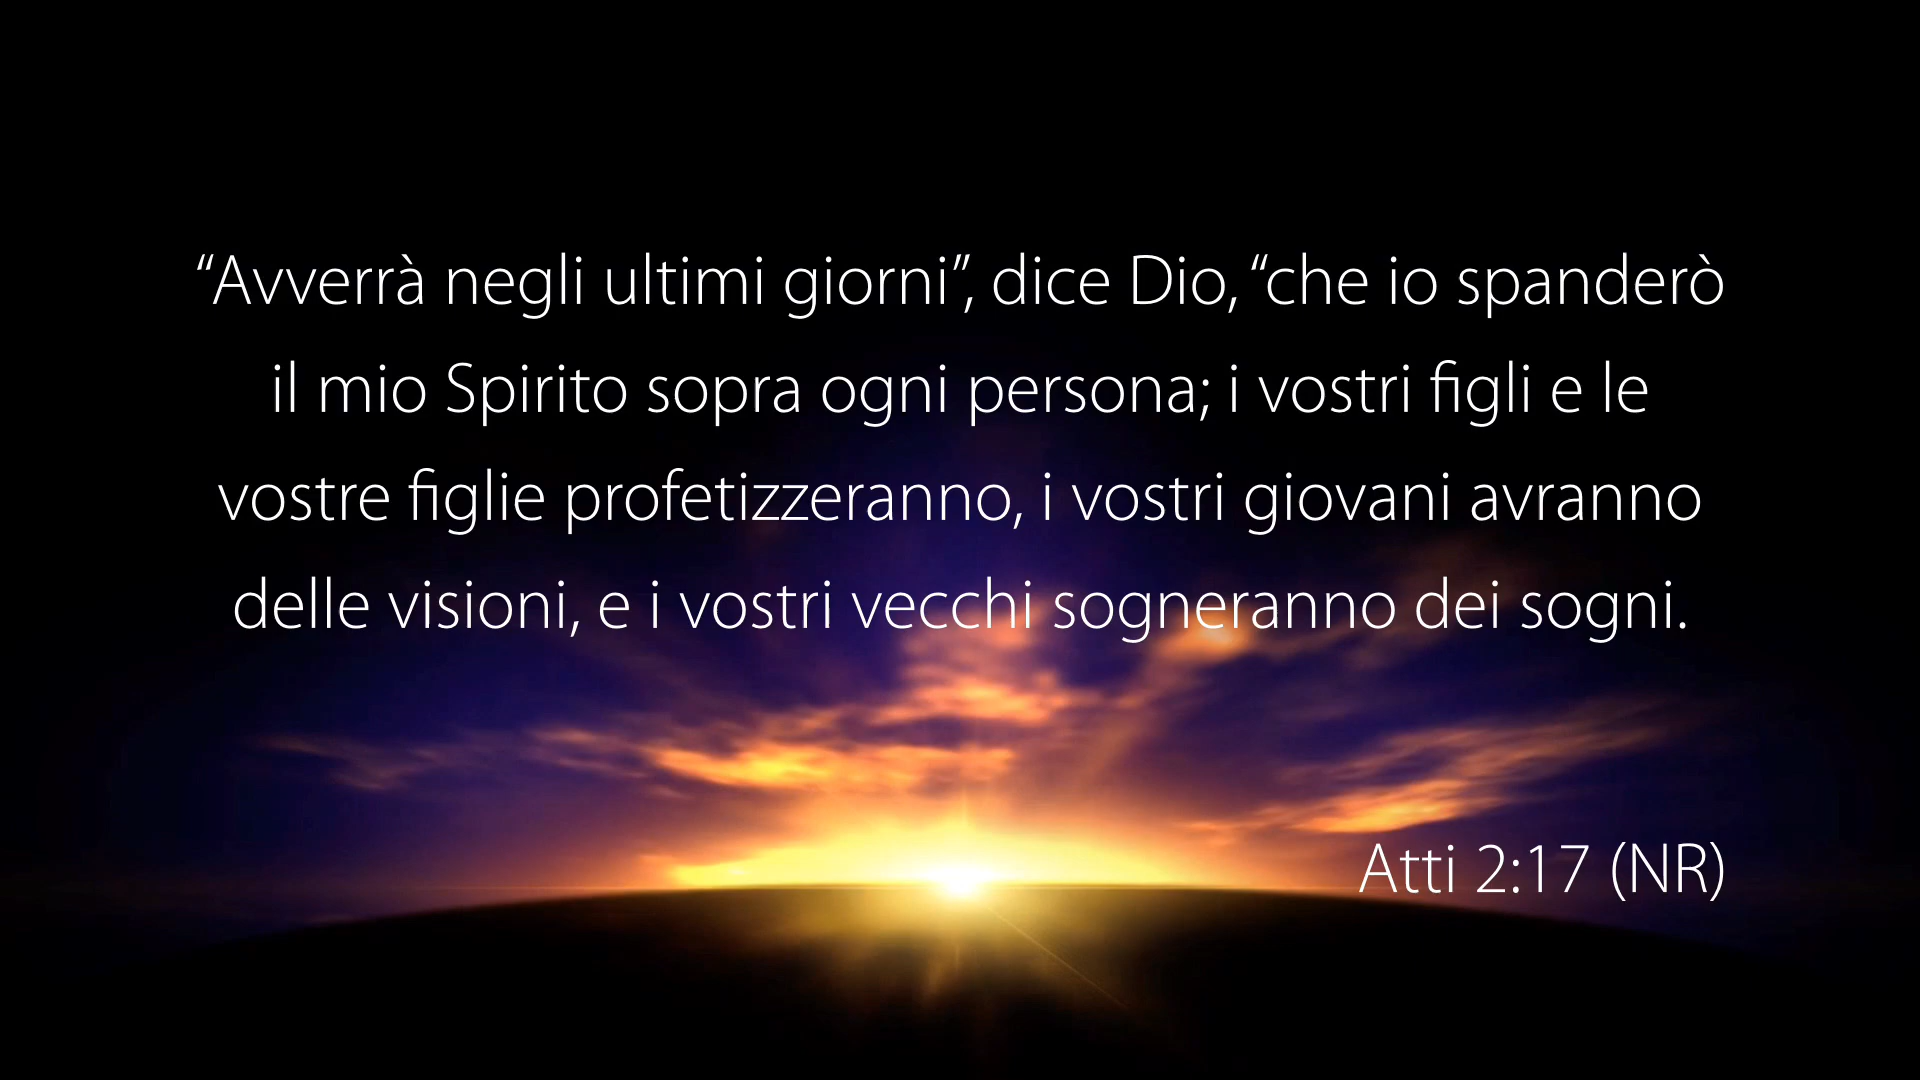 “Avverrà negli ultimi giorni”, dice Dio, “che io spanderò
il mio Spirito sopra ogni persona; i vostri figli e le
vostre figlie profetizzeranno, i vostri giovani avranno
delle visioni, e i vostri vecchi sogneranno dei sogni.
Atti 2:17 (NR)